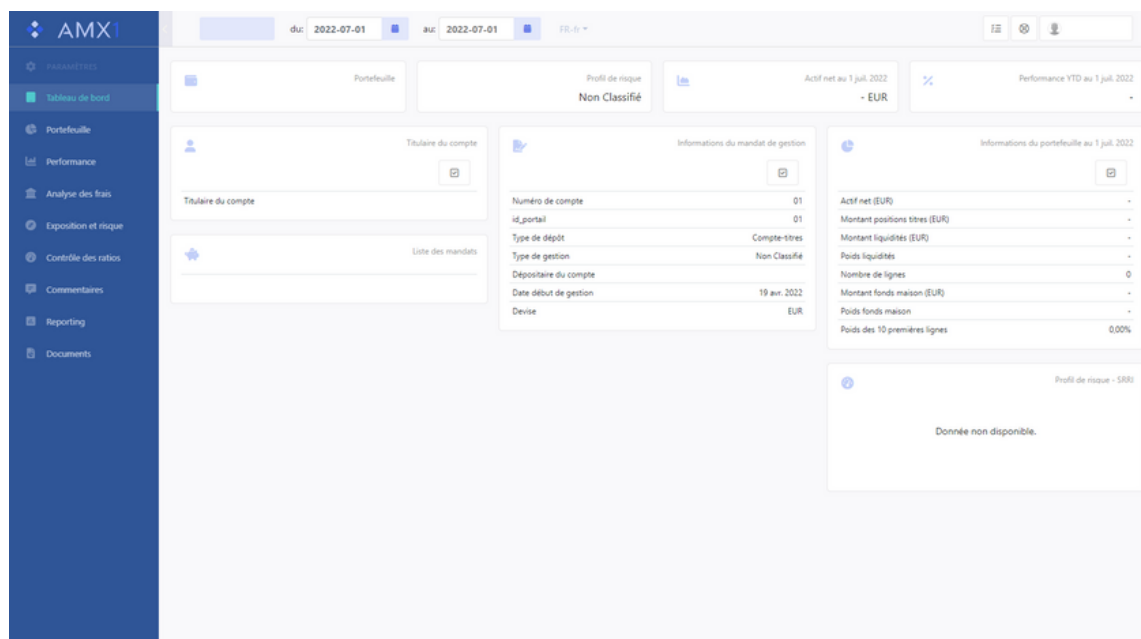 AMX1
du: 2022-07-01 au: 2022-07-01 FR-fr
PARAMÈTRES
Tableau de bord
Portefeuille
Performance
Analyse des frais
Exposition et risque
Contrôle des ratios
Commentaires
Reporting
Documents
Portefeuille
Profil de risque
Non Classifié
Actif net au 1 juil. 2022
- EUR
Performance YTD au 1 juil. 2022
-
Titulaire du compte
Titulaire du compte
Liste des mandats
Informations du mandat de gestion
Numéro de compte 01
id_portail 01
Type de dépôt Compte-titres
Type de gestion Non Classifié
Dépositaire du compte
Date début de gestion 19 avr. 2022
Devise EUR
Informations du portefeuille au 1 juil. 2022
Actif net (EUR) -
Montant positions titres (EUR) -
Montant liquidités (EUR) -
Poids liquidités -
Nombre de lignes 0
Montant fonds maison (EUR) -
Poids fonds maison -
Poids des 10 premières lignes 0,00%
Profil de risque - SRRI
Donnée non disponible.